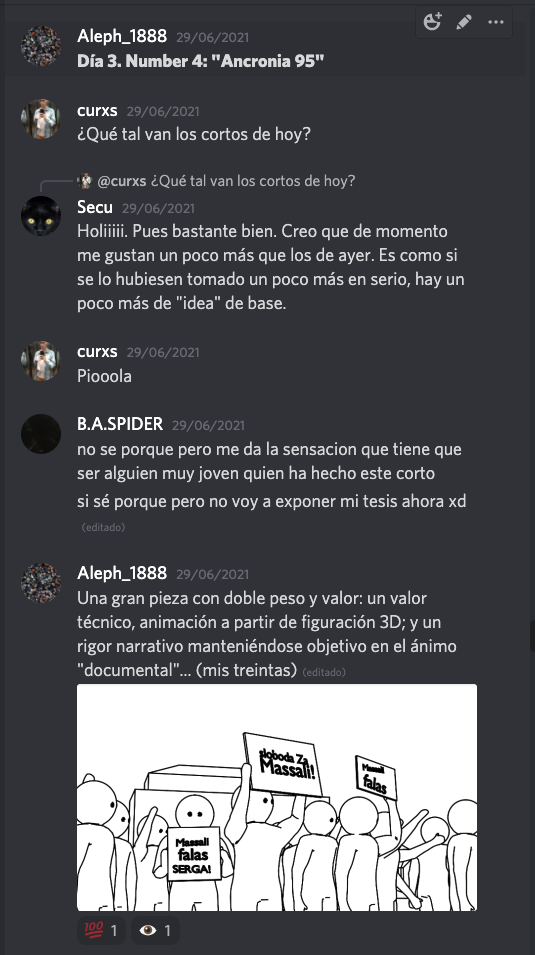 Aleph_1888 29/06/2021
Día 3. Number 4: "Ancronia 95"
curxs 29/06/2021
¿Qué tal van los cortos de hoy?
@curxs ¿Qué tal van los cortos de hoy?
Secu 29/06/2021
Holiiiii. Pues bastante bien. Creo que de momento
me gustan un poco más que los de ayer. Es como si
se lo hubiesen tomado un poco más en serio, hay un
poco más de "idea" de base.
curxs 29/06/2021
Piooola
B.A.SPIDER 29/06/2021
no se porque pero me da la sensacion que tiene que
ser alguien muy joven quien ha hecho este corto
si sé porque pero no voy a exponer mi tesis ahora xd
(editado)
Aleph_1888 29/06/2021
Una gran pieza con doble peso y valor: un valor
técnico, animación a partir de figuración 3D; y un
rigor narrativo manteniéndose objetivo en el ánimo
"documental"... (mis treintas) (editado)
sloboda Za
Massali!
Massali
falas
Massali
falas
SERGA!
100 1 1